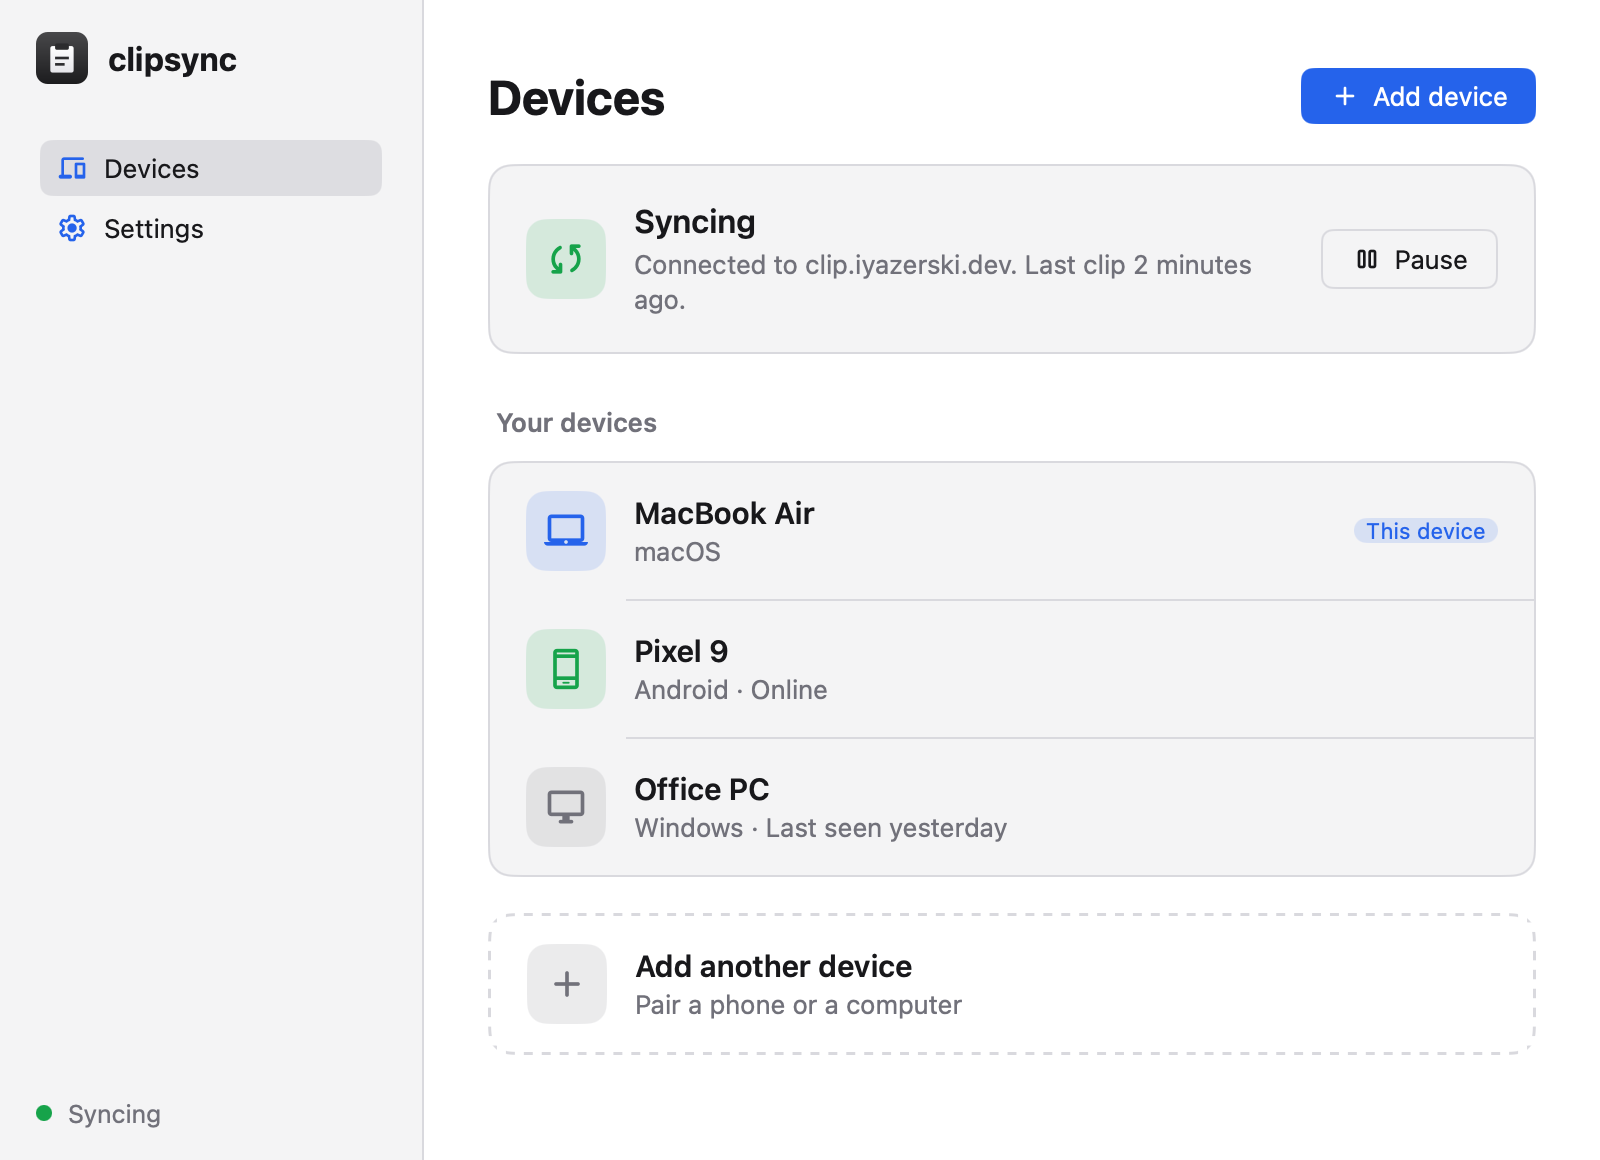 clipsync
Devices
Settings
Syncing
Devices
Add device
Syncing
Connected to clip.iyazerski.dev. Last clip 2 minutes
ago.
Pause
Your devices
MacBook Air
macOS
This device
Pixel 9
Android · Online
Office PC
Windows · Last seen yesterday
Add another device
Pair a phone or a computer